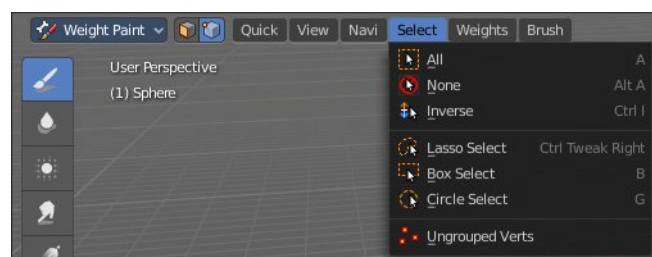 Weight Paint Quick View Navi Select Weights Brush
User Perspective
(1) Sphere
All A
None Alt A
Inverse Ctrl I
Lasso Select Ctrl Tweak Right
Box Select B
Circle Select G
Ungrouped Verts